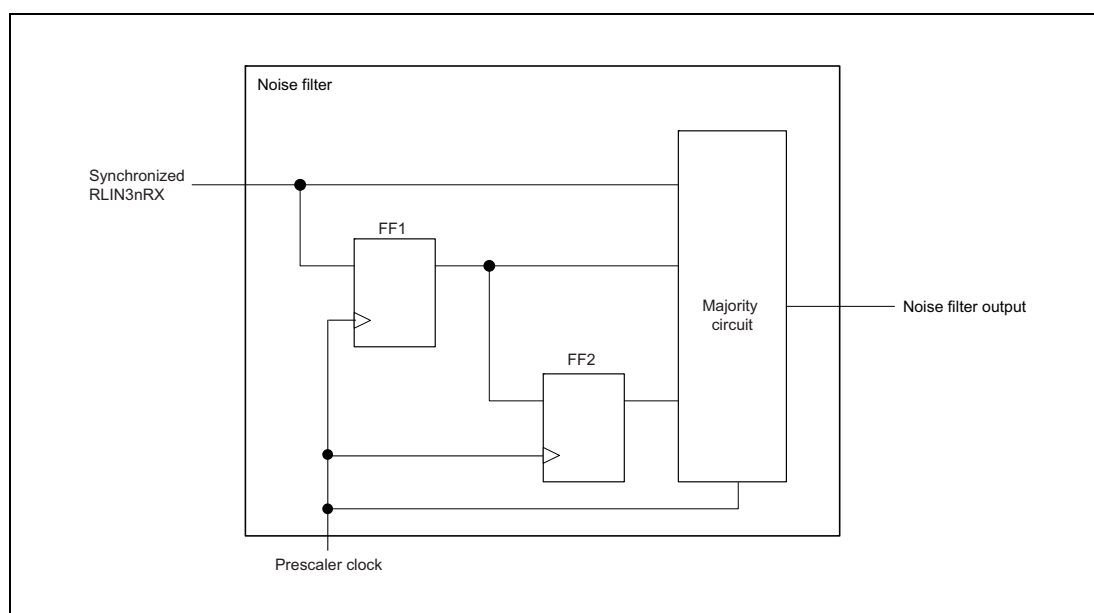 Noise filter
Synchronized
RLIN3nRX
FF1
Majority
circuit
Noise filter output
FF2
Prescaler clock